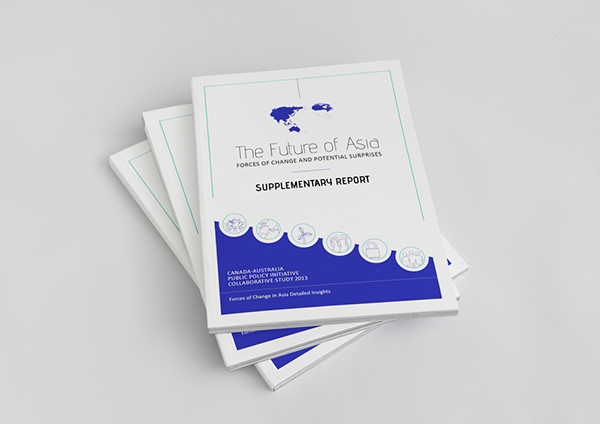 The Future of Asia
FORCES OF CHANGE AND POTENTIAL SURPRISES
SUPPLEMENTARY REPORT
CANADA-AUSTRALIA
PUBLIC POLICY INITIATIVE
COLLABORATIVE STUDY 2013
Forces of Change in Asia Detailed Insights